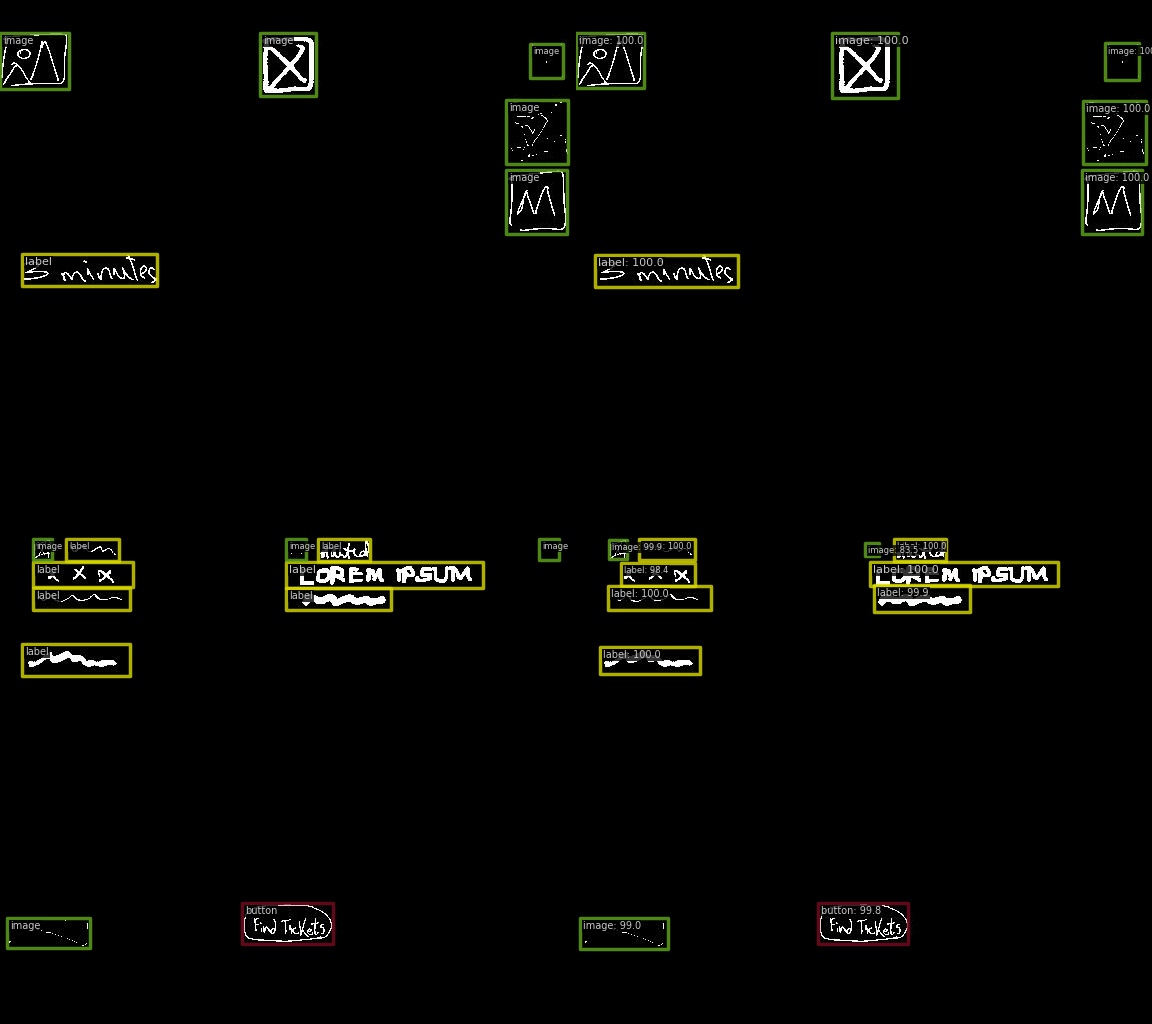 image image image: 100.0 image: 100.0
image image: 100
image image: 100.0
image image: 100.0
M M
label label: 100.0
5 minutes 5 minutes
image label image label image image: 99.9 100.0 label: 100.0
image: 83.5
label label label: 98.4 label: 100.0
x x x LOREM IPSUM x LOREM IPSUM
label label label: 100.0 label: 99.9
label label: 100.0
button button: 99.8
image Find Tickets image: 99.0 Find Tickets